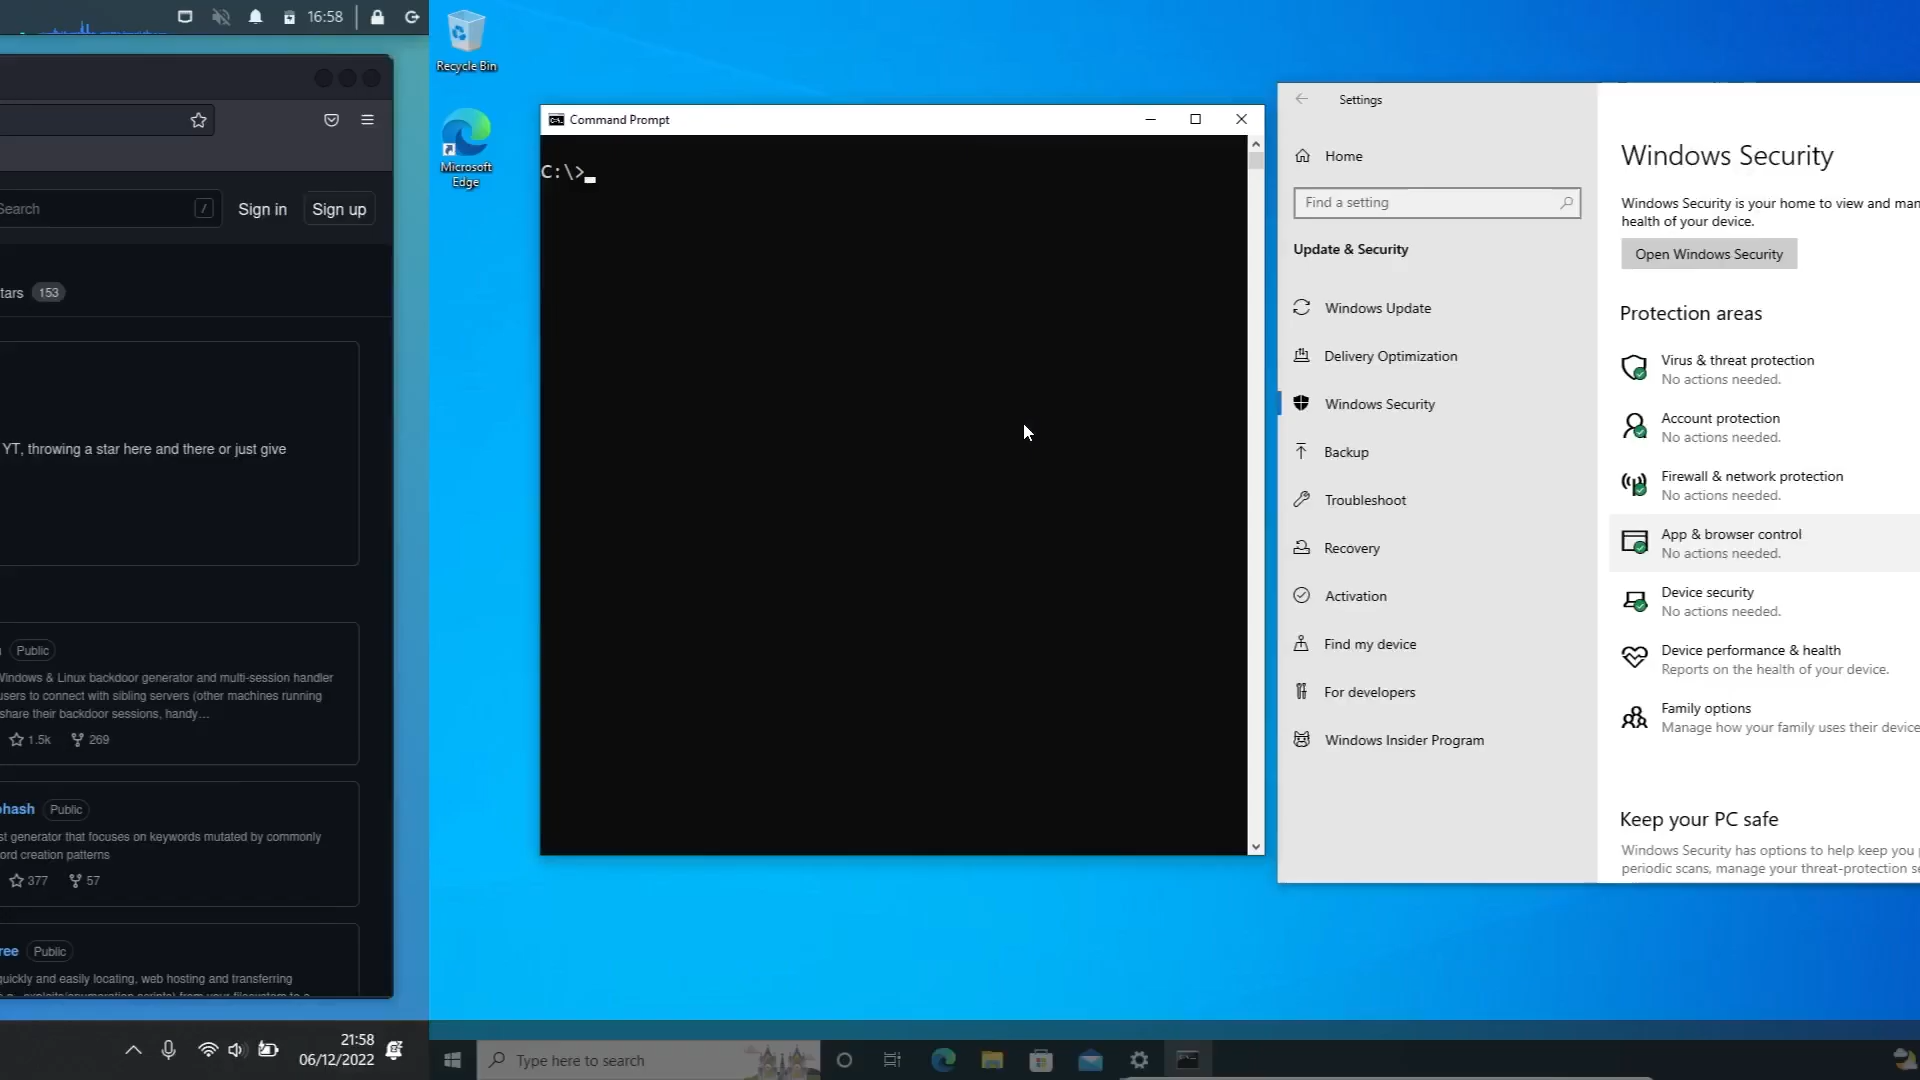 16:58
Search
/
Sign in
Sign up
tars 153
YT, throwing a star here and there or just give
Public
Windows & Linux backdoor generator and multi-session handler
users to connect with sibling servers (other machines running
share their backdoor sessions, handy…
1.5k 269
ohash Public
st generator that focuses on keywords mutated by commonly
ord creation patterns
377 57
ree Public
quickly and easily locating, web hosting and transferring
21:58
06/12/2022
Recycle Bin
Microsoft
Edge
Command Prompt
C:\>
Settings
Home
Find a setting
Update & Security
Windows Update
Delivery Optimization
Windows Security
Backup
Troubleshoot
Recovery
Activation
Find my device
For developers
Windows Insider Program
Windows Security
Windows Security is your home to view and man
health of your device.
Open Windows Security
Protection areas
Virus & threat protection
No actions needed.
Account protection
No actions needed.
Firewall & network protection
No actions needed.
App & browser control
No actions needed.
Device security
No actions needed.
Device performance & health
Reports on the health of your device.
Family options
Manage how your family uses their device
Keep your PC safe
Windows Security has options to help keep you p
periodic scans, manage your threat-protection se
Type here to search